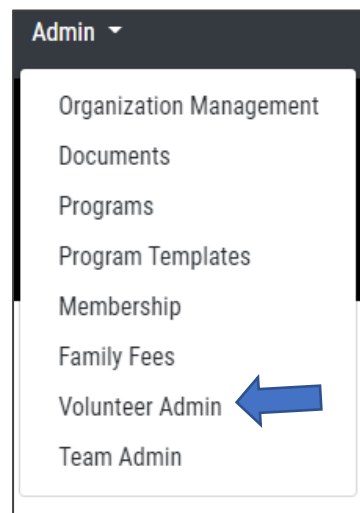 Admin
Organization Management
Documents
Programs
Program Templates
Membership
Family Fees
Volunteer Admin
Team Admin